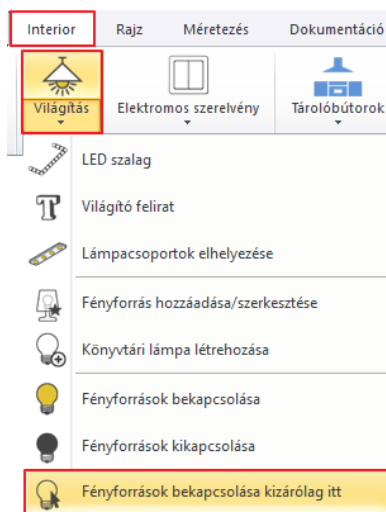 Interior Rajz Méretezés Dokumentáció
Világítás Elektromos szerelvény Tárolóbútorok
LED szalag
Világító felirat
Lámpacsoportok elhelyezése
Fényforrás hozzáadása/szerkesztése
Könyvtári lámpa létrehozása
Fényforrások bekapcsolása
Fényforrások kikapcsolása
Fényforrások bekapcsolása kizárólag itt